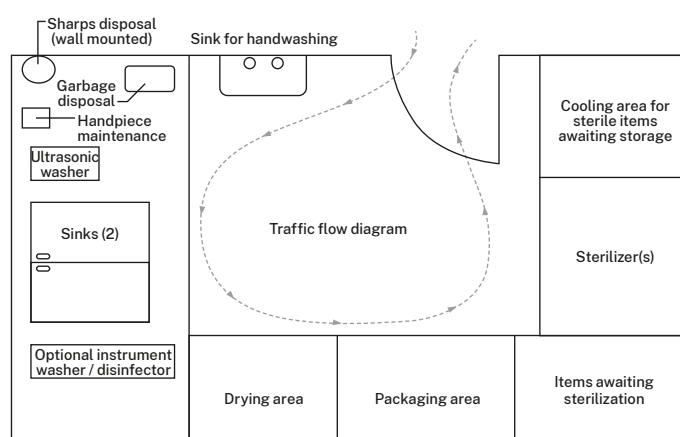 Sharps disposal
(wall mounted)
Sink for handwashing
Garbage
disposal
Handpiece
maintenance
Ultrasonic
washer
Cooling area for
sterile items
awaiting storage
Sinks (2)
Traffic flow diagram
Sterilizer(s)
Optional instrument
washer / disinfector
Drying area
Packaging area
Items awaiting
sterilization